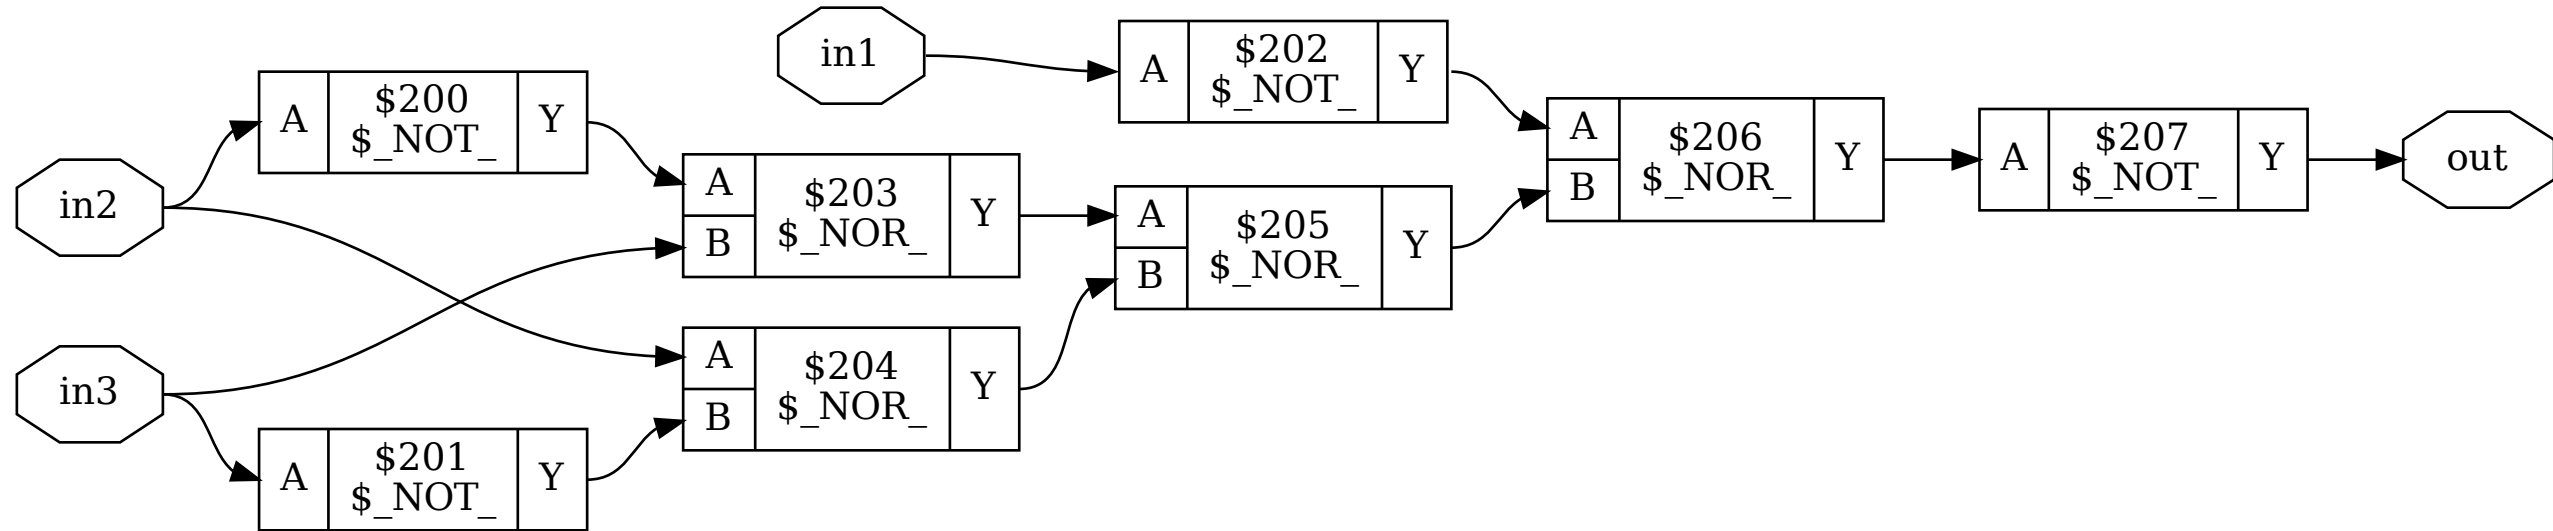 in1
A
$202
$_NOT_
Y
A
$200
$_NOT_
Y
in2
A
B
$203
$_NOR_
Y
A
B
$206
$_NOR_
Y
A
$207
$_NOT_
Y
out
A
B
$205
$_NOR_
Y
in3
A
B
$204
$_NOR_
Y
A
$201
$_NOT_
Y